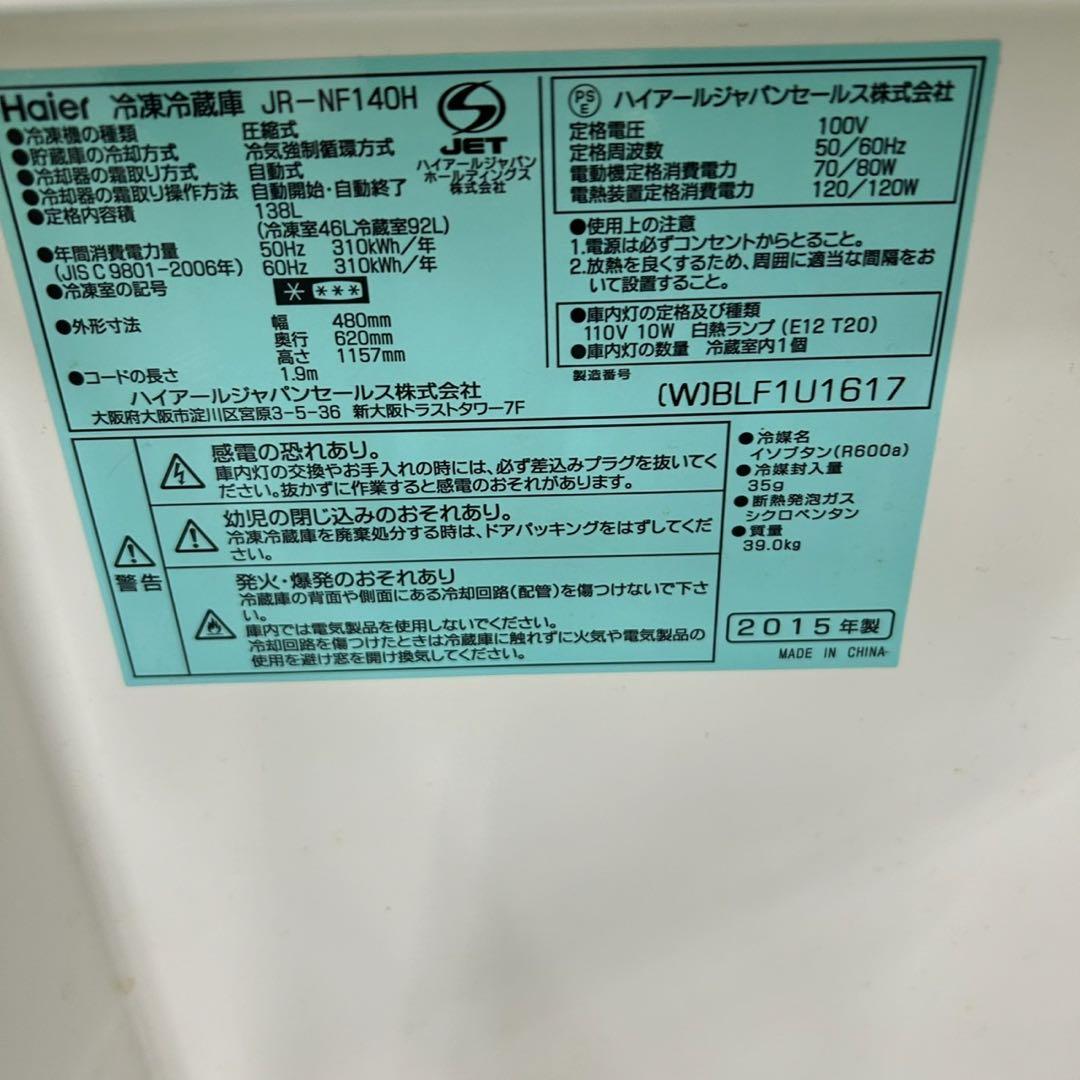 Haier 冷凍冷蔵庫 JR-NF140H
●冷凍機の種類 圧縮式
●貯蔵庫の冷却方式 冷気強制循環方式
●冷却器の霜取り方式 自動式
●冷却器の霜取り操作方法 自動開始・自動終了
●定格内容積 138L
(冷凍室46L冷蔵室92L)
●年間消費電力量 50Hz 310kWh/年
(JIS C 9801-2006年) 60Hz 310kWh/年
●冷凍室の記号 * ***
●外形寸法 幅 480mm
奥行 620mm
高さ 1157mm
●コードの長さ 1.9m
ハイアールジャパンセールス株式会社
大阪府大阪市淀川区宮原3-5-36 新大阪トラストタワー7F
S
JET
ハイアールジャパン
ホールディングス
株式会社
PS
E ハイアールジャパンセールス株式会社
定格電圧 100V
定格周波数 50/60Hz
電動機定格消費電力 70/80W
電熱装置定格消費電力 120/120W
●使用上の注意
1.電源は必ずコンセントからとること。
2.放熱を良くするため、周囲に適当な間隔をお
いて設置すること。
●庫内灯の定格及び種類
110V 10W 白熱ランプ (E12 T20)
●庫内灯の数量 冷蔵室内1個
製造番号
(W)BLF1U1617
警告
感電の恐れあり。
庫内灯の交換やお手入れの時には、必ず差込みプラグを抜いてく
ださい。抜かずに作業すると感電のおそれがあります。
幼児の閉じ込みのおそれあり。
冷凍冷蔵庫を廃棄処分する時は、ドアパッキングをはずしてくだ
さい。
発火・爆発のおそれあり
冷蔵庫の背面や側面にある冷却回路(配管)を傷つけないで下さ
い。
庫内では電気製品を使用しないでください。
冷却回路を傷つけたときは冷蔵庫に触れずに火気や電気製品の
使用を避け窓を開け換気してください。
●冷媒名
イソブタン(R600a)
●冷媒封入量
35g
●断熱発泡ガス
シクロペンタン
●質量
39.0kg
2015年製
MADE IN CHINA